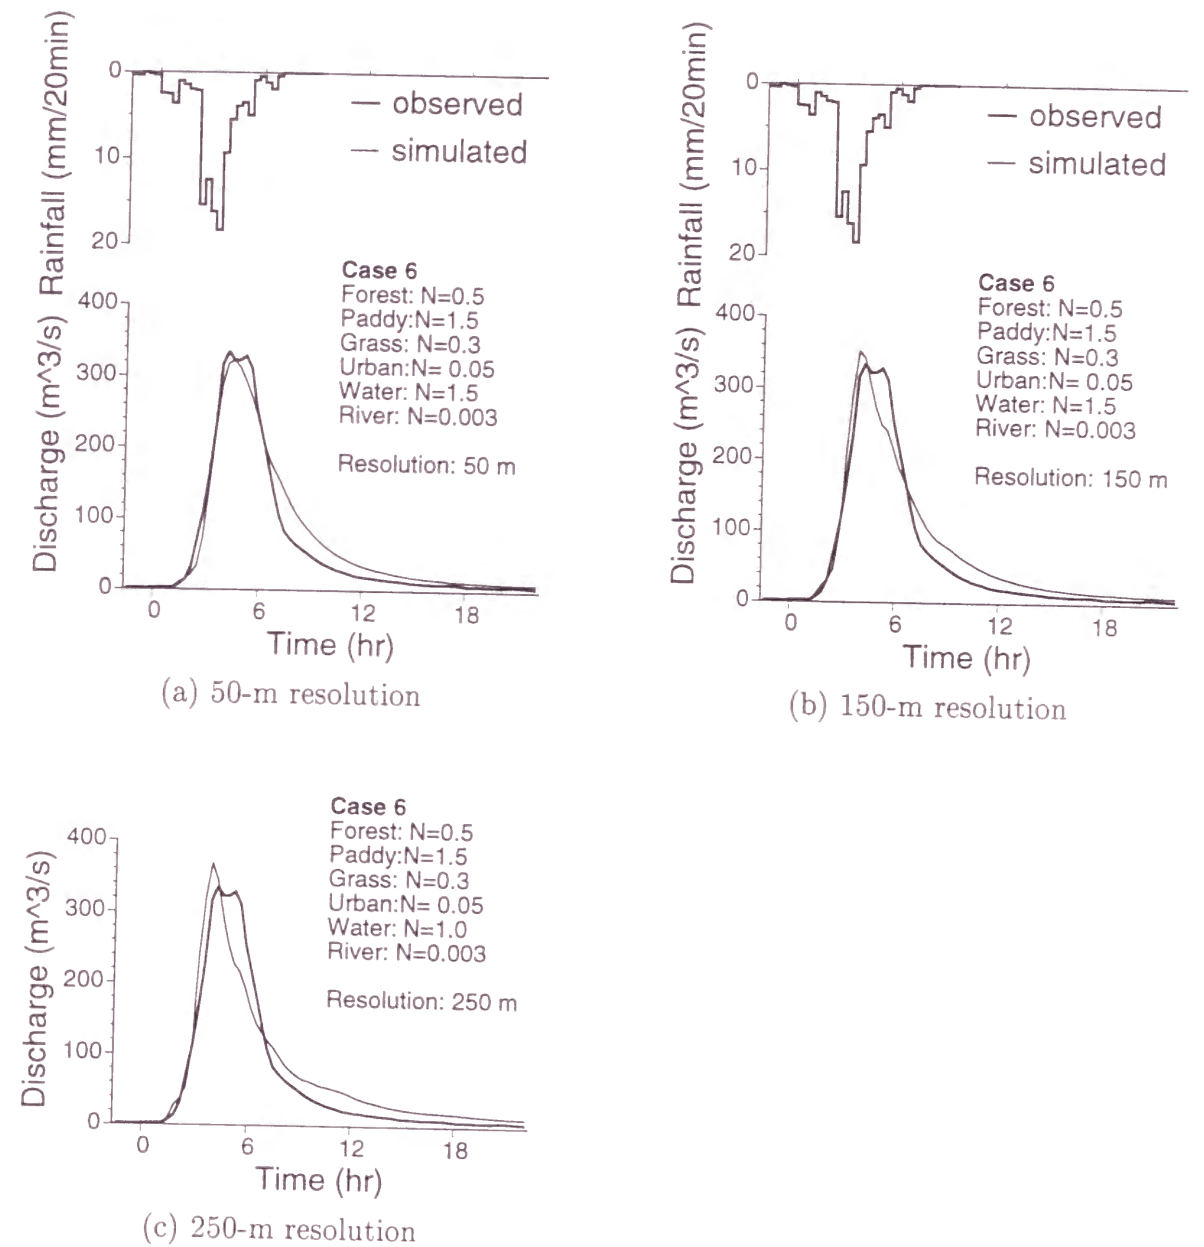 Rainfall (mm/20min)
0
10
20
observed
simulated
Case 6
Forest: N=0.5
Paddy:N=1.5
Grass: N=0.3
Urban: N= 0.05
Water: N=1.5
River: N=0.003
Resolution: 50 m
Discharge (m^3/s)
400
300
200
100
0
0 6 12 18
Time (hr)
(a) 50-m resolution
Rainfall (mm/20min)
0
10
20
observed
simulated
Case 6
Forest: N=0.5
Paddy:N=1.5
Grass: N=0.3
Urban:N= 0.05
Water: N=1.5
River: N=0.003
Resolution: 150 m
Discharge (m^3/s)
400
300
200
100
0
0 6 12 18
Time (hr)
(b) 150-m resolution
Case 6
Forest: N=0.5
Paddy:N=1.5
Grass: N=0.3
Urban:N= 0.05
Water: N=1.0
River: N=0.003
Resolution: 250 m
Discharge (m^3/s)
400
300
200
100
0
0 6 12 18
Time (hr)
(c) 250-m resolution